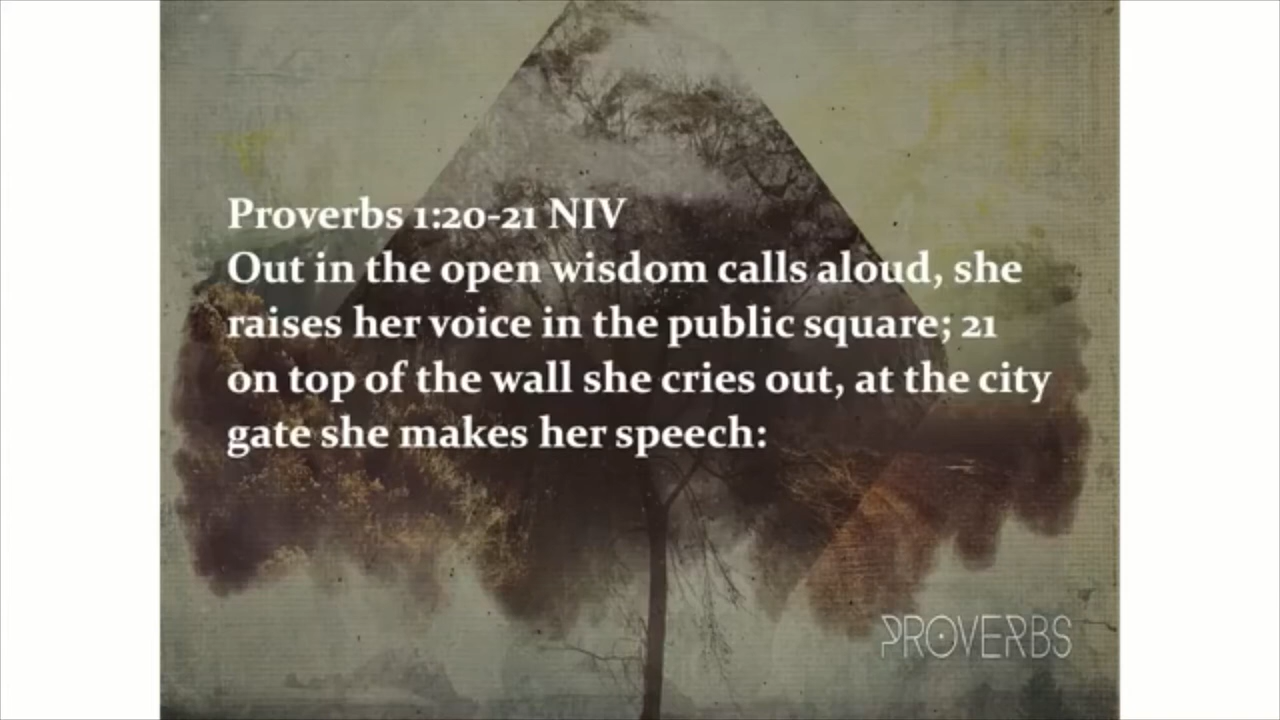 Proverbs 1:20-21 NIV
Out in the open wisdom calls aloud, she
raises her voice in the public square; 21
on top of the wall she cries out, at the city
gate she makes her speech:
PROVERBS